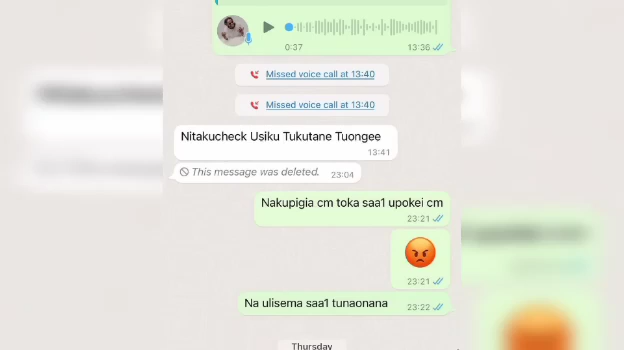 0:37 13:36
Missed voice call at 13:40
Missed voice call at 13:40
Nitakucheck Usiku Tukutane Tuongee
13:41
This message was deleted. 23:04
Nakupigia cm toka saa1 upokei cm
23:21
23:21
Na ulisema saa1 tunaonana 23:22
Thursday